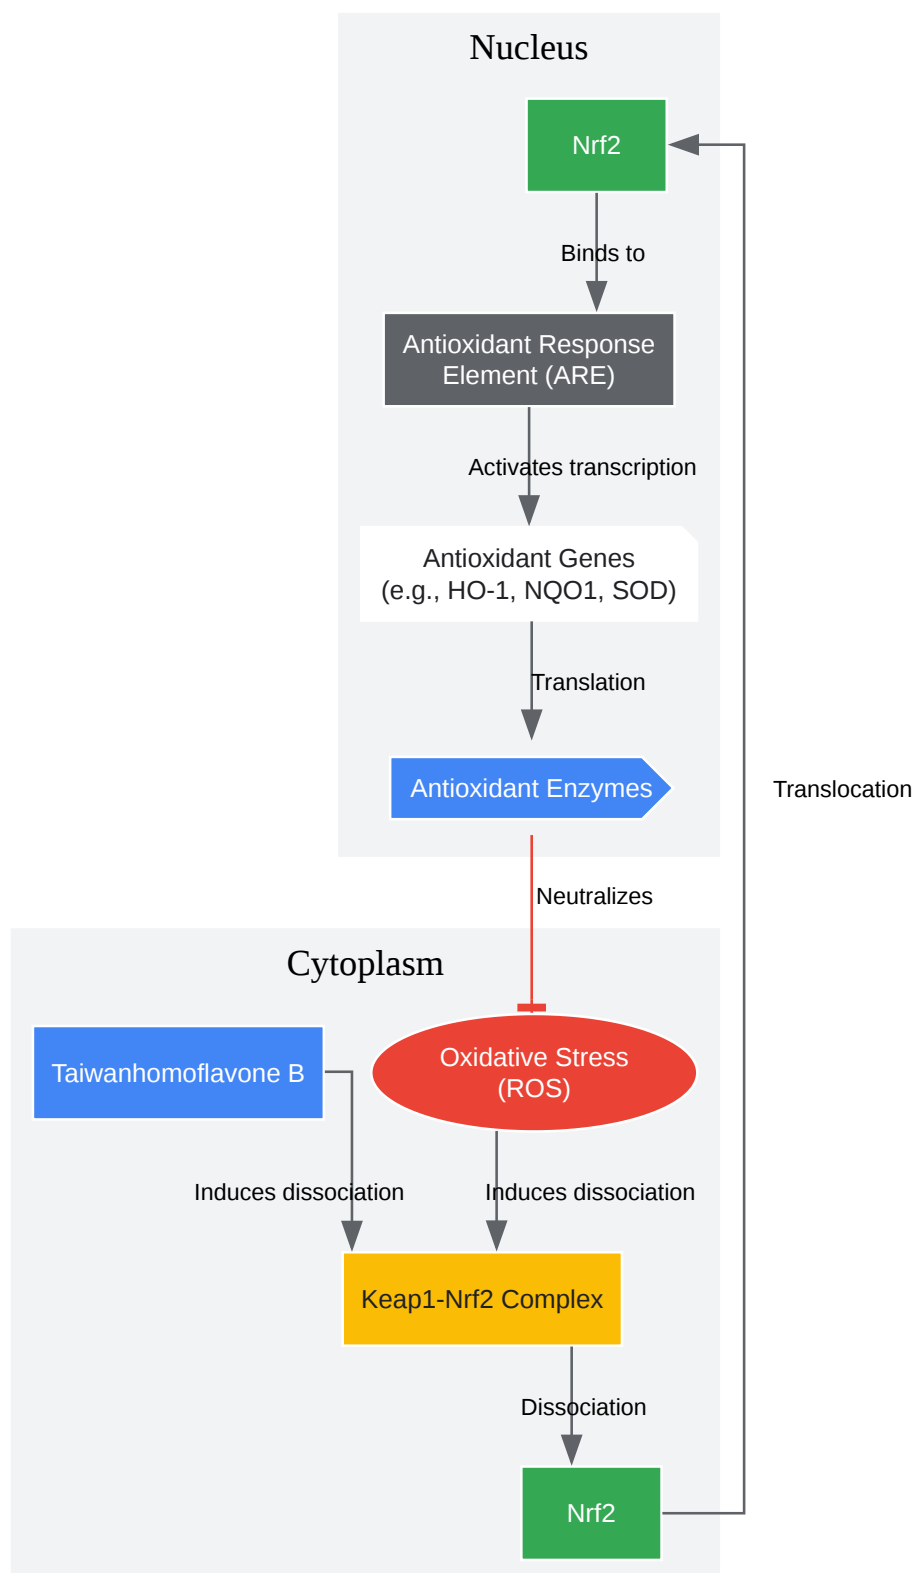 Nucleus
Nrf2
Binds to
Antioxidant Response
Element (ARE)
Activates transcription
Antioxidant Genes
(e.g., HO-1, NQO1, SOD)
Translation
Antioxidant Enzymes
Translocation
Neutralizes
Cytoplasm
Taiwanhomoflavone B
Oxidative Stress
(ROS)
Induces dissociation
Induces dissociation
Keap1-Nrf2 Complex
Dissociation
Nrf2